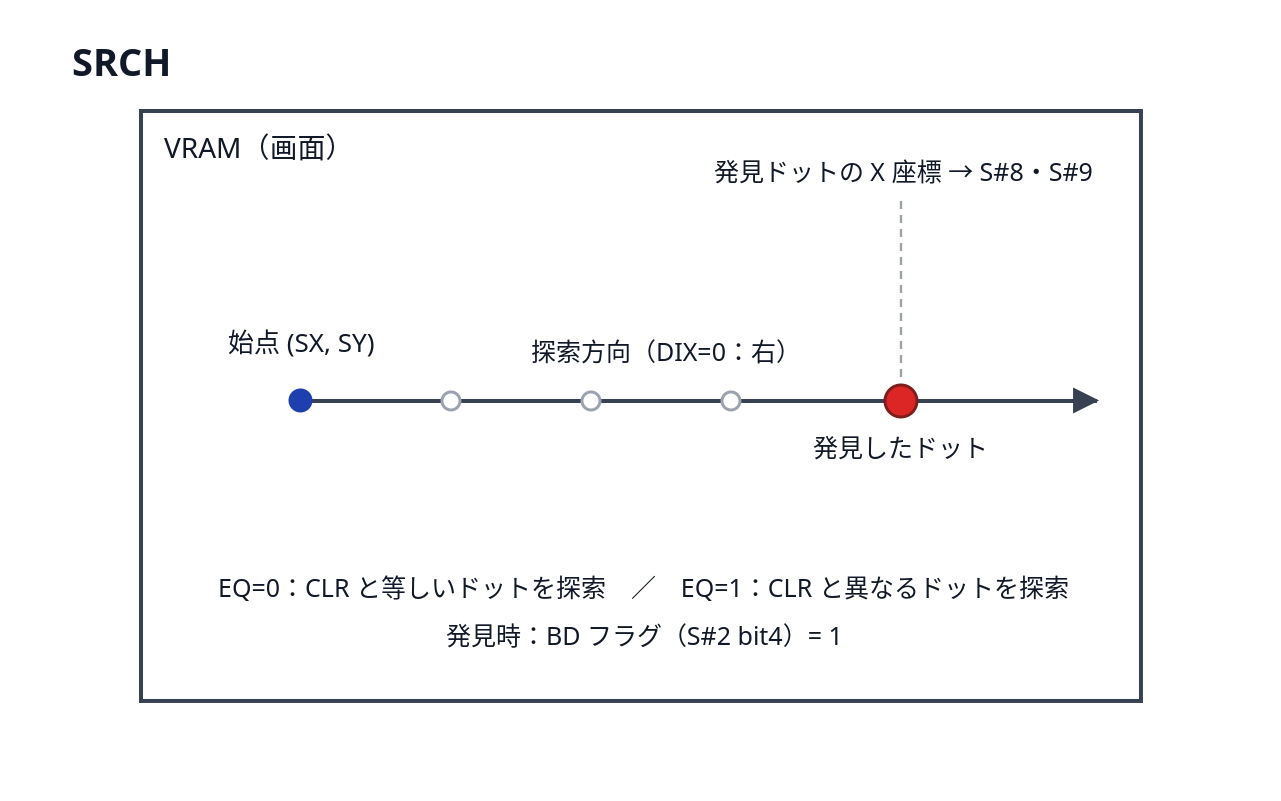 SRCH
VRAM（画面）
発見ドットの X 座標 → S#8・S#9
始点 (SX, SY)
探索方向（DIX=0：右）
発見したドット
EQ=0：CLR と等しいドットを探索　／　EQ=1：CLR と異なるドットを探索
発見時：BD フラグ（S#2 bit4）= 1